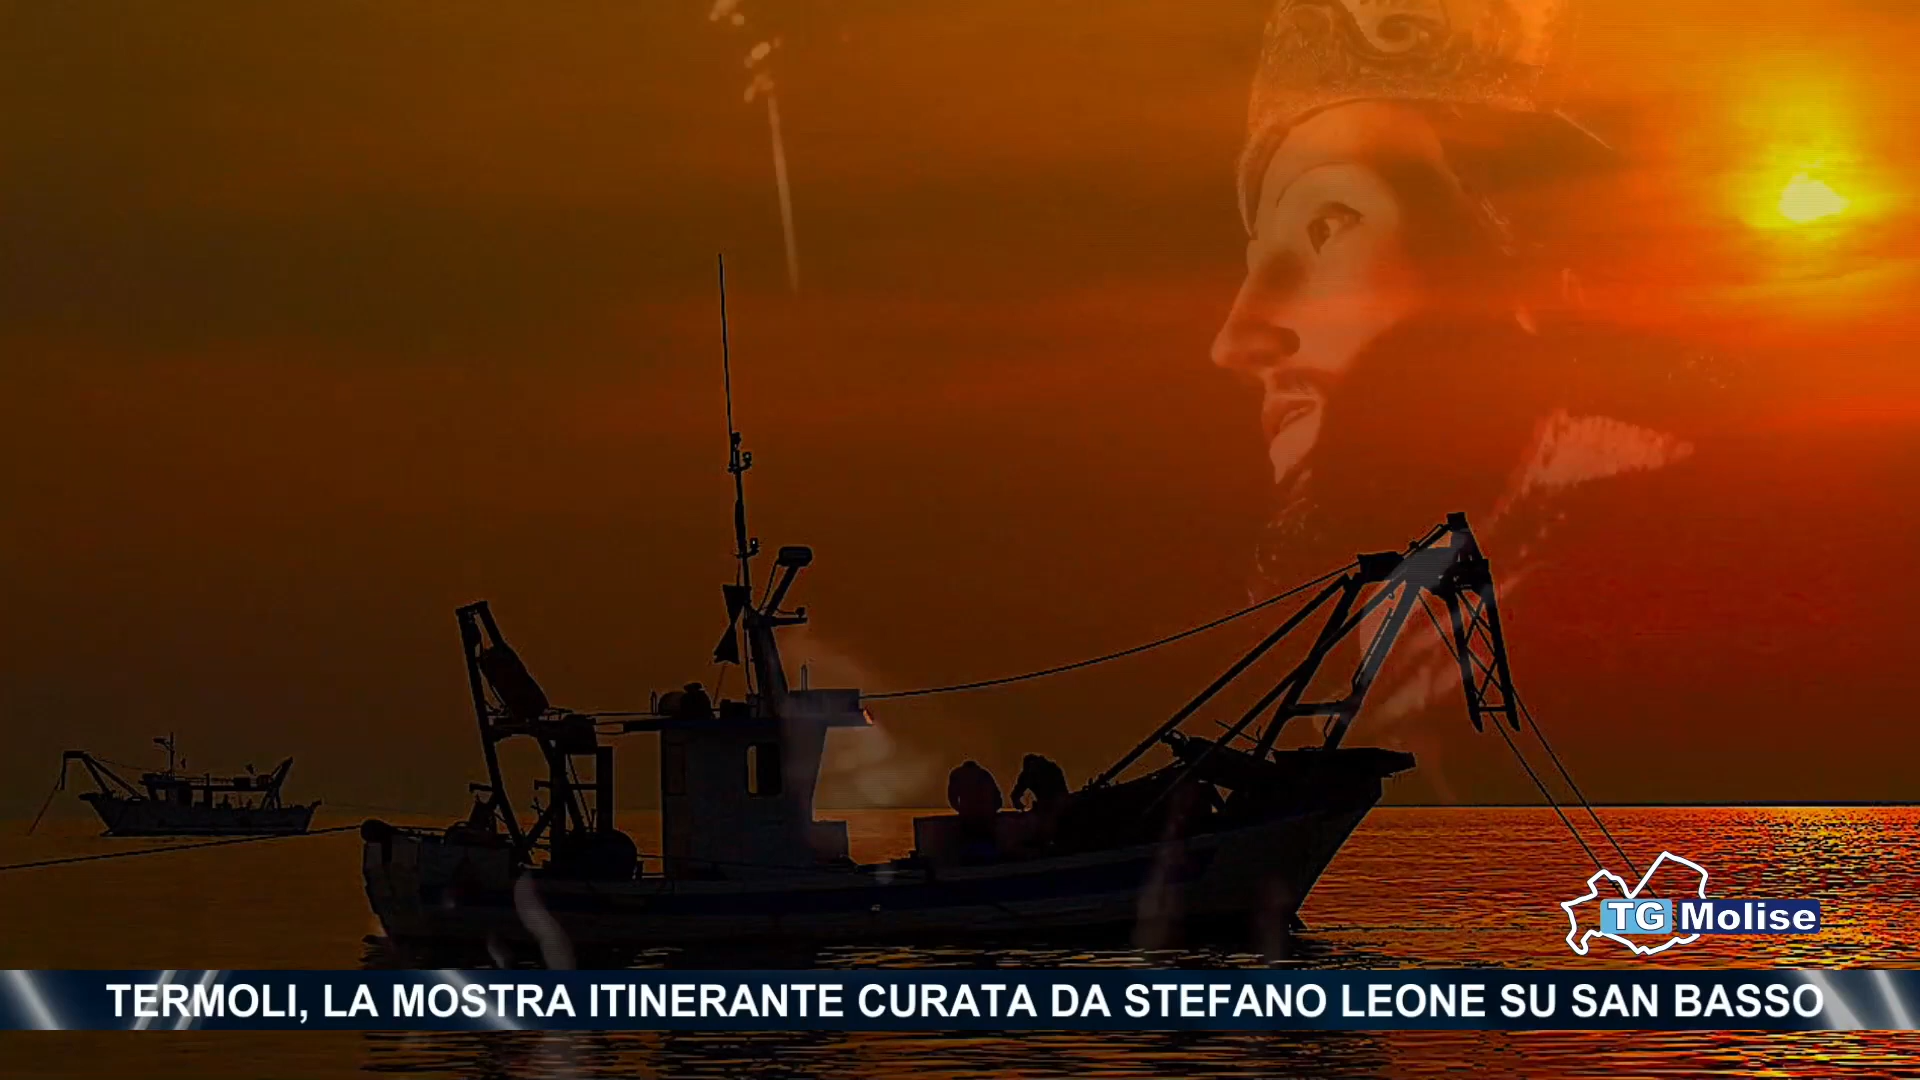 TG Molise
TERMOLI, LA MOSTRA ITINERANTE CURATA DA STEFANO LEONE SU SAN BASSO